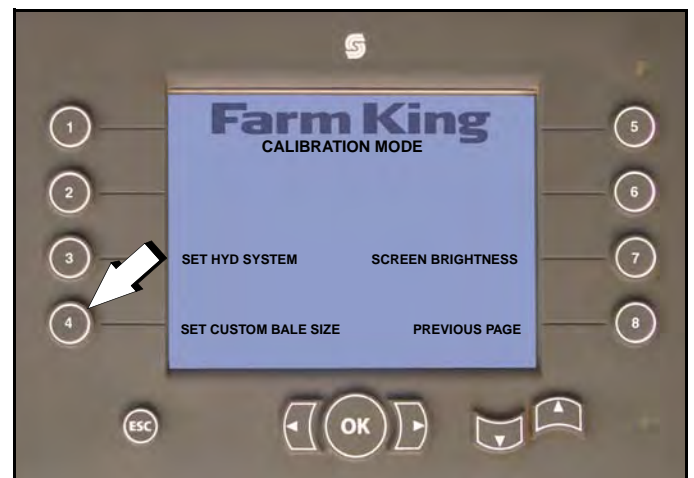 Farm King
CALIBRATION MODE
1
5
2
6
3
SET HYD SYSTEM
SCREEN BRIGHTNESS
7
4
SET CUSTOM BALE SIZE
PREVIOUS PAGE
8
ESC
OK